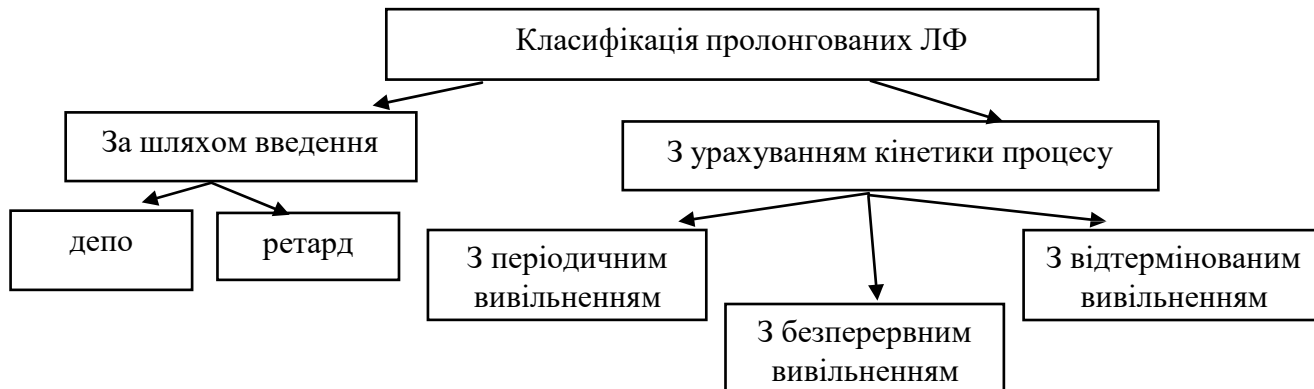 Класифікація пролонгованих ЛФ
За шляхом введення
З урахуванням кінетики процесу
депо
ретард
З періодичним
вивільненням
З безперервним
вивільненням
З відтермінованим
вивільненням